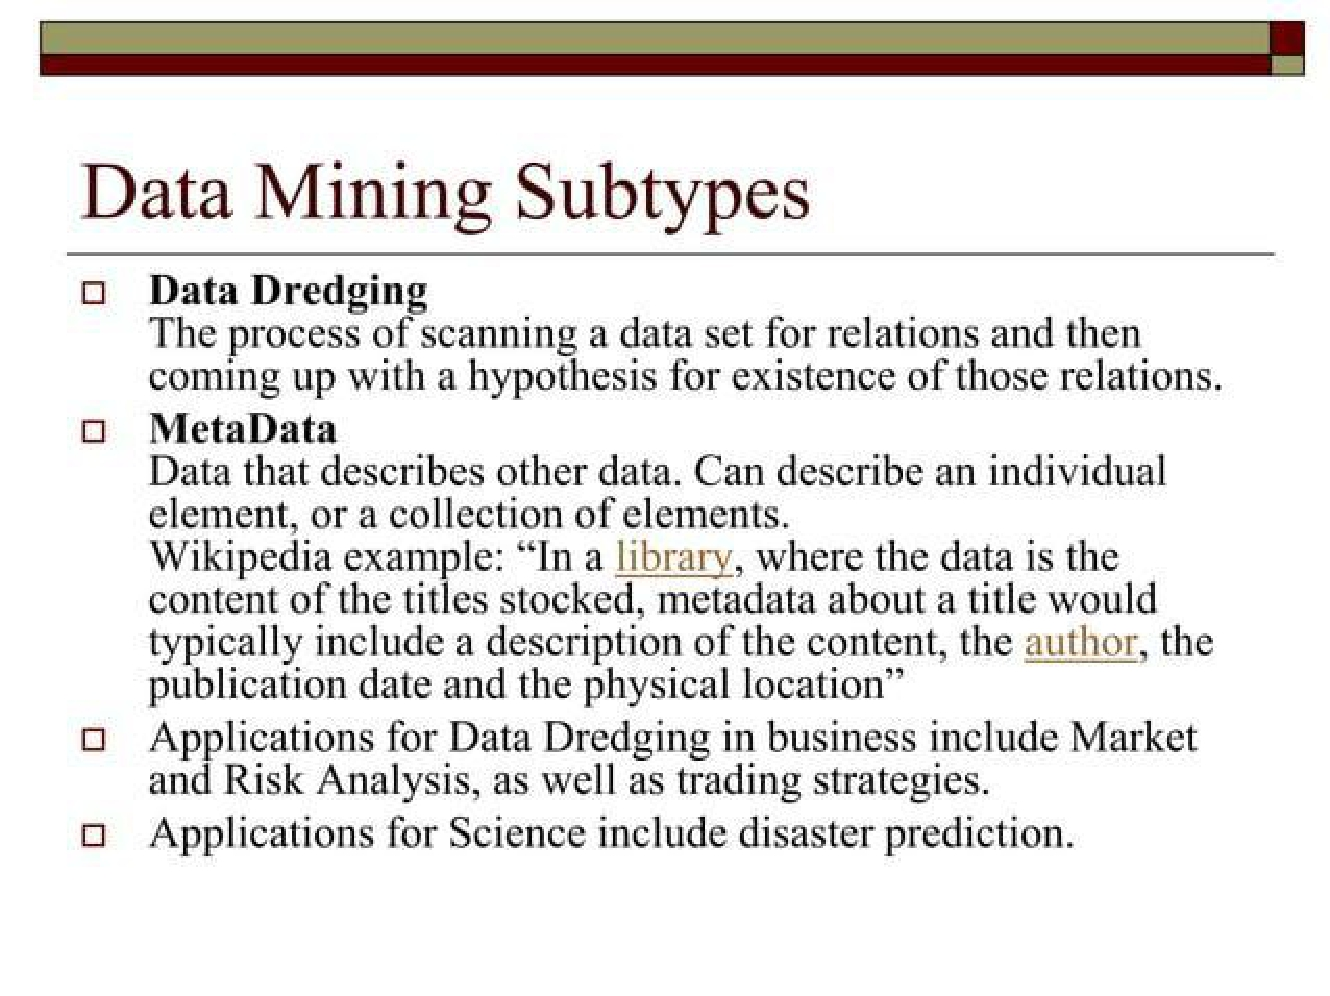 Data Mining Subtypes
Data Dredging
The process of scanning a data set for relations and then
coming up with a hypothesis for existence of those relations.
MetaData
Data that describes other data. Can describe an individual
element, or a collection of elements.
Wikipedia example: “In a library, where the data is the
content of the titles stocked, metadata about a title would
typically include a description of the content, the author, the
publication date and the physical location”
Applications for Data Dredging in business include Market
and Risk Analysis, as well as trading strategies.
Applications for Science include disaster prediction.